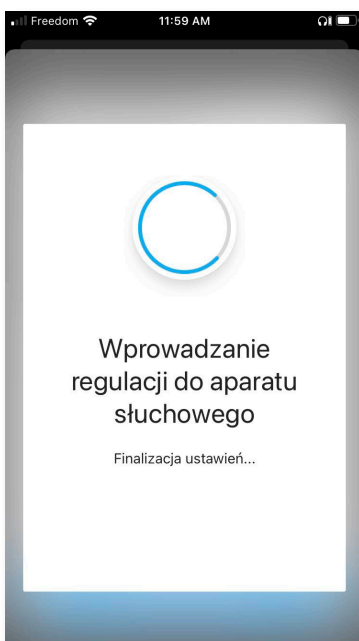 Freedom 11:59 AM
Wprowadzanie
regulacji do aparatu
słuchowego
Finalizacja ustawień...